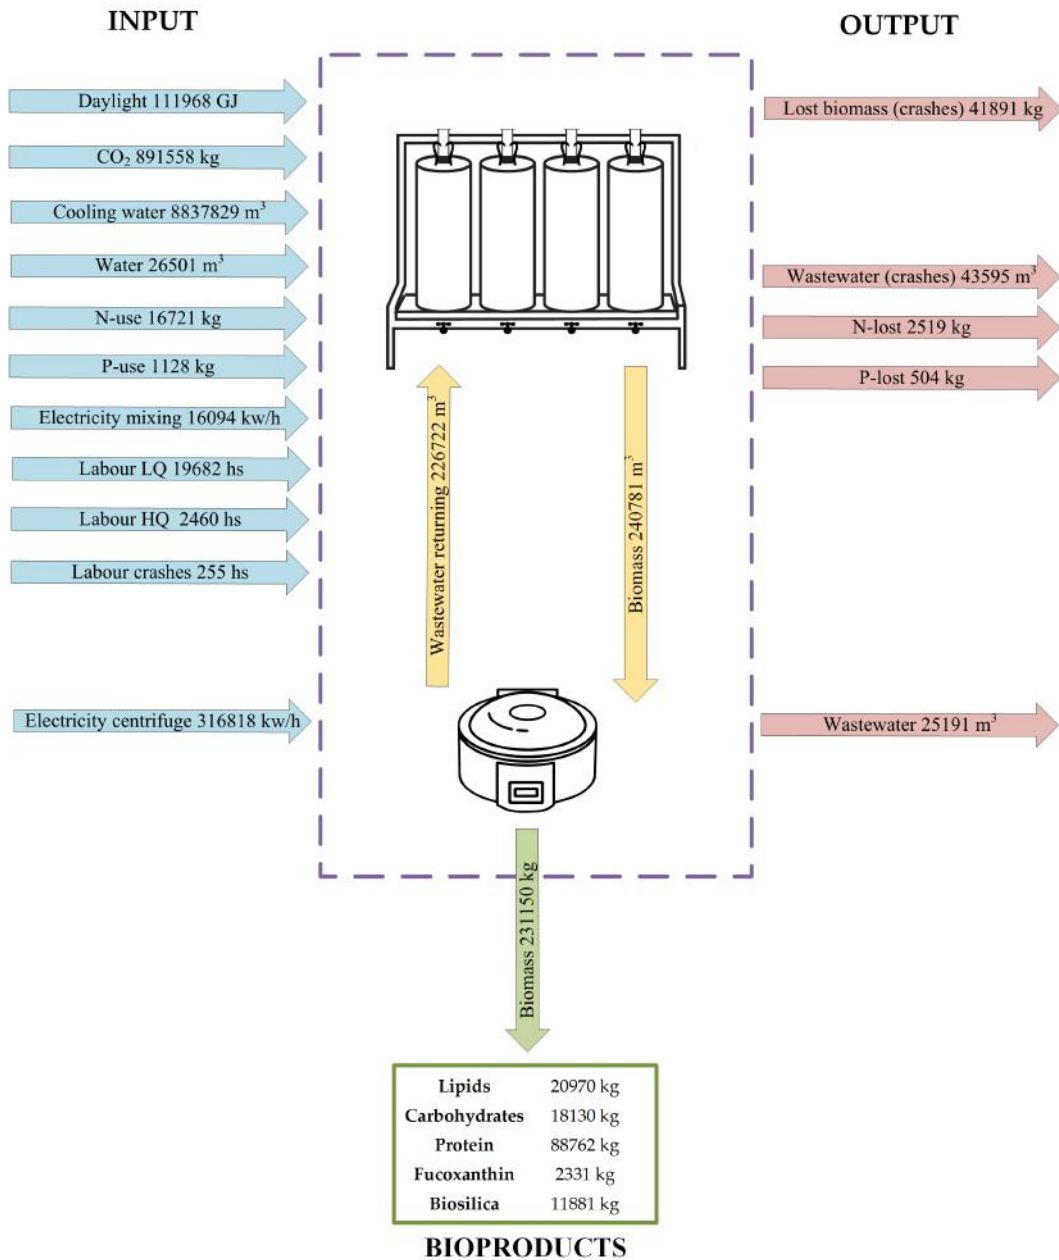 INPUT
OUTPUT
Daylight 111968 GJ
CO₂ 891558 kg
Cooling water 8837829 m³
Water 26501 m³
N-use 16721 kg
P-use 1128 kg
Electricity mixing 16094 kw/h
Labour LQ 19682 hs
Labour HQ 2460 hs
Labour crashes 255 hs
Electricity centrifuge 316818 kw/h
Wastewater returning 226722 m³
Biomass 240781 m³
Lost biomass (crashes) 41891 kg
Wastewater (crashes) 43595 m³
N-lost 2519 kg
P-lost 504 kg
Wastewater 25191 m³
Biomass 231150 kg
Lipids 20970 kg
Carbohydrates 18130 kg
Protein 88762 kg
Fucoxanthin 2331 kg
Biosilica 11881 kg
BIOPRODUCTS